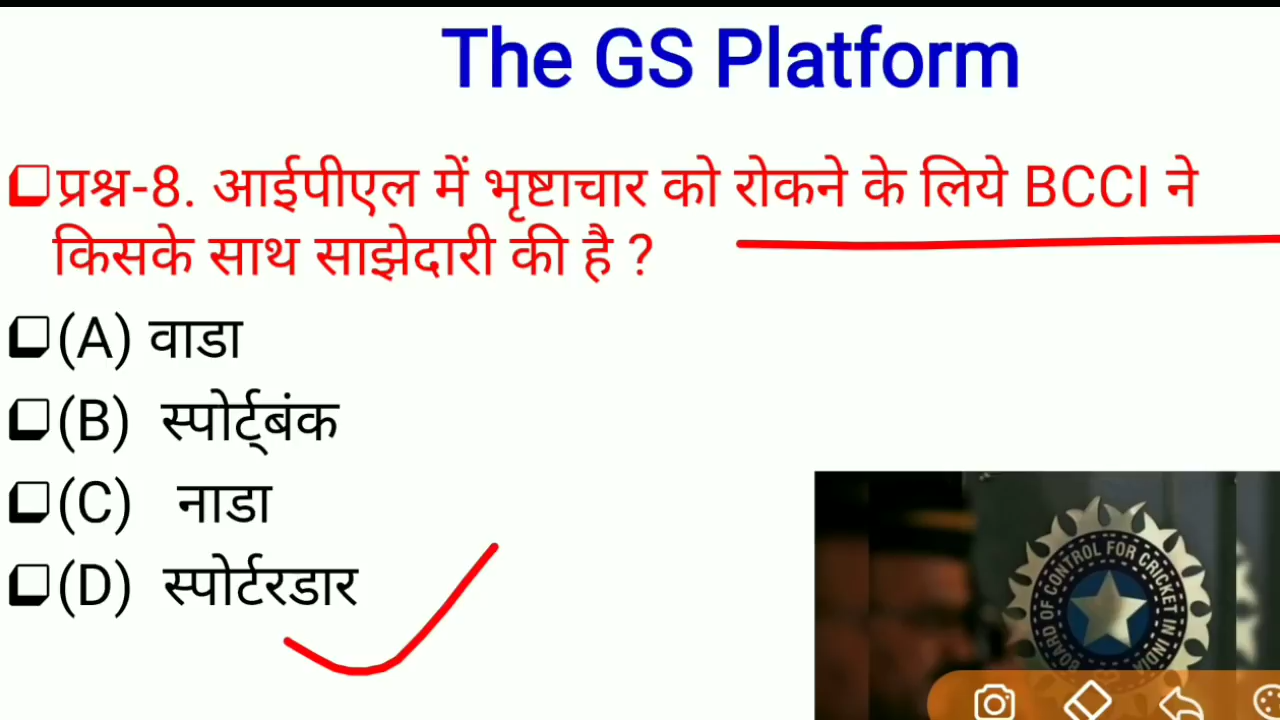 The GS Platform
प्रश्न-8. आईपीएल में भृष्टाचार को रोकने के लिये BCCI ने
किसके साथ साझेदारी की है ?
(A) वाडा
(B) स्पोर्ट्बंक
(C) नाडा
(D) स्पोर्टरडार
BOARD OF CONTROL FOR CRICKET IN INDIA